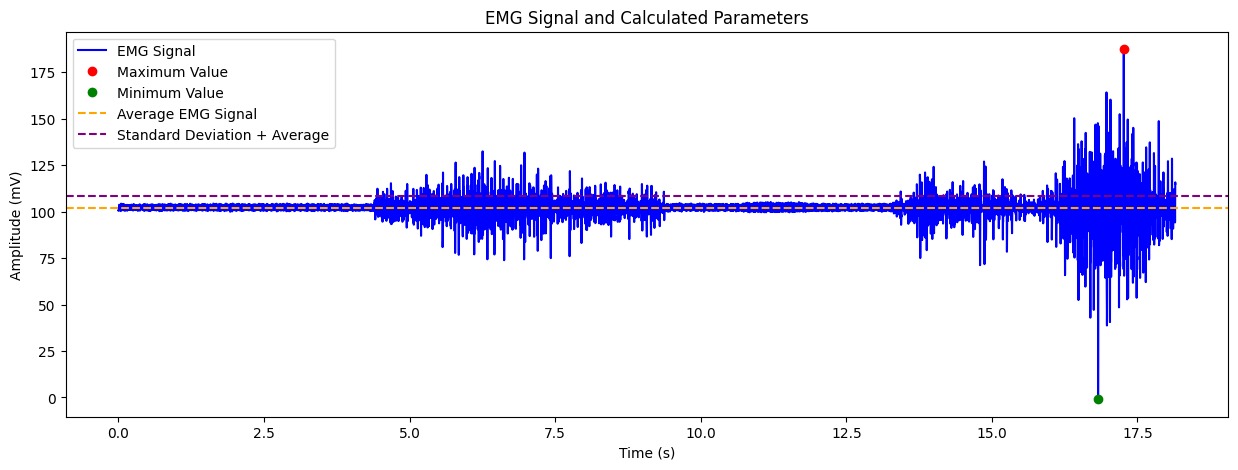 EMG Signal and Calculated Parameters
EMG Signal
Maximum Value
Minimum Value
Average EMG Signal
Standard Deviation + Average
Amplitude (mV)
175
150
125
100
75
50
25
0
0.0 2.5 5.0 7.5 10.0 12.5 15.0 17.5
Time (s)